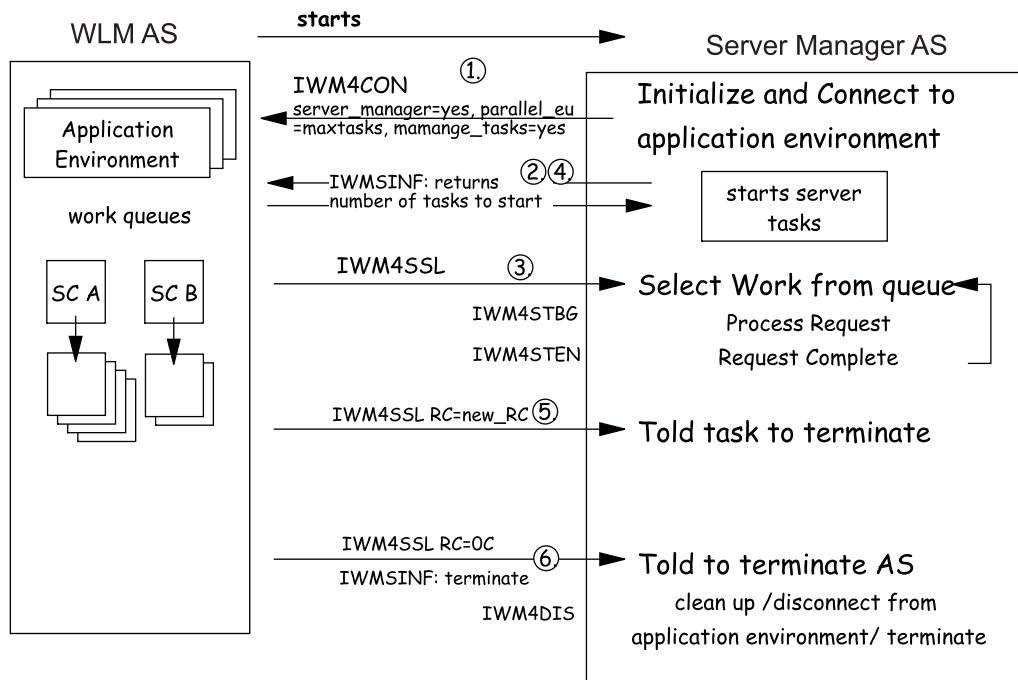 starts
WLM AS
Server Manager AS
1.
IWM4CON
server_manager=yes, parallel_eu
=maxtasks, mamange_tasks=yes
Initialize and Connect to
application environment
Application
Environment
2. 4.
IWMSINF: returns
number of tasks to start
starts server
tasks
work queues
IWM4SSL
3.
SC A
SC B
Select Work from queue
IWM4STBG
Process Request
IWM4STEN
Request Complete
IWM4SSL RC=new_RC
5.
Told task to terminate
IWM4SSL RC=0C
6.
Told to terminate AS
IWMSINF: terminate
clean up /disconnect from
IWM4DIS
application environment/ terminate